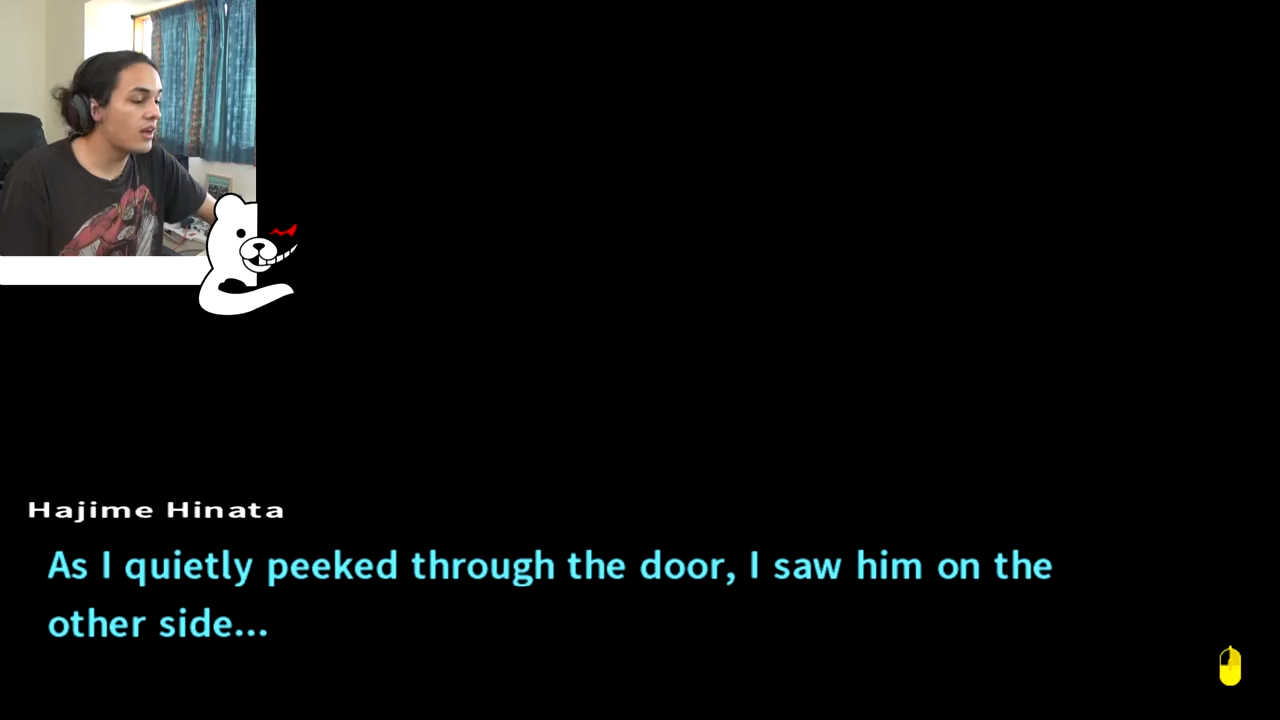 Hajime Hinata
As I quietly peeked through the door, I saw him on the
other side...